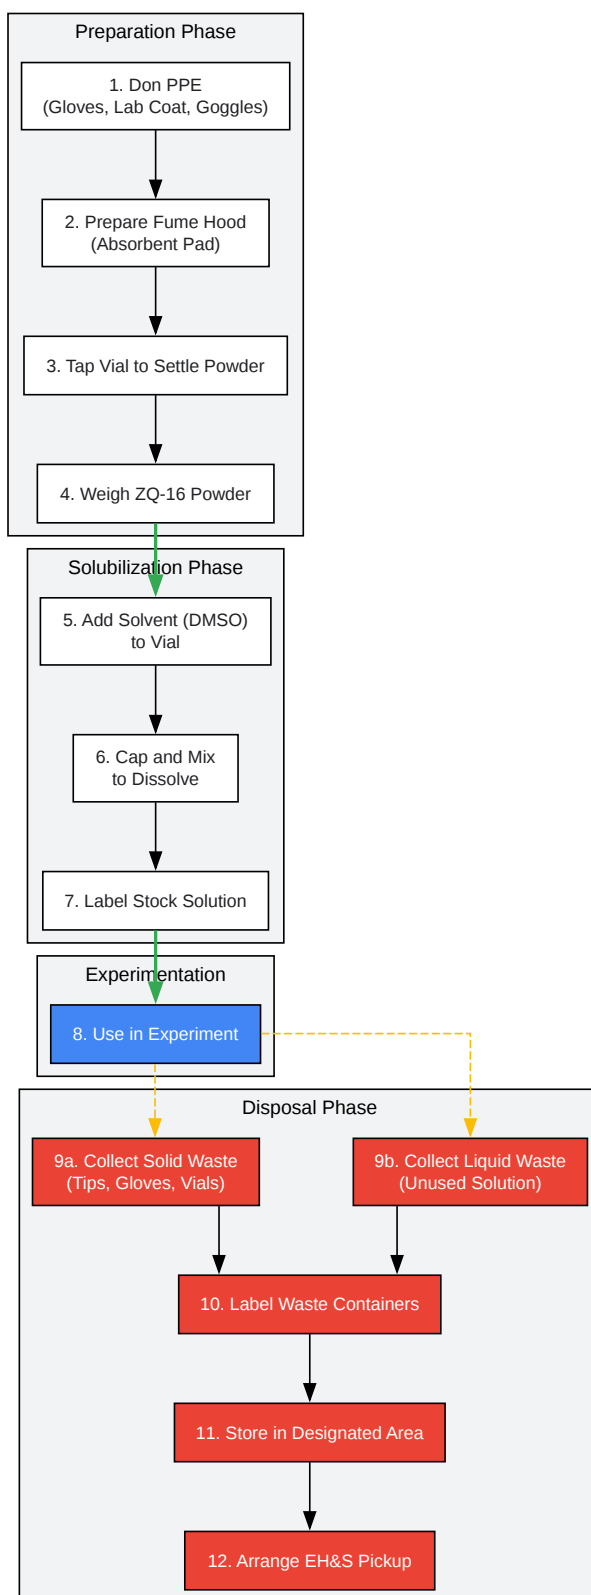 Preparation Phase
1. Don PPE
(Gloves, Lab Coat, Goggles)
2. Prepare Fume Hood
(Absorbent Pad)
3. Tap Vial to Settle Powder
4. Weigh ZQ-16 Powder
Solubilization Phase
5. Add Solvent (DMSO)
to Vial
6. Cap and Mix
to Dissolve
7. Label Stock Solution
Experimentation
8. Use in Experiment
Disposal Phase
9a. Collect Solid Waste
(Tips, Gloves, Vials)
9b. Collect Liquid Waste
(Unused Solution)
10. Label Waste Containers
11. Store in Designated Area
12. Arrange EH&S Pickup